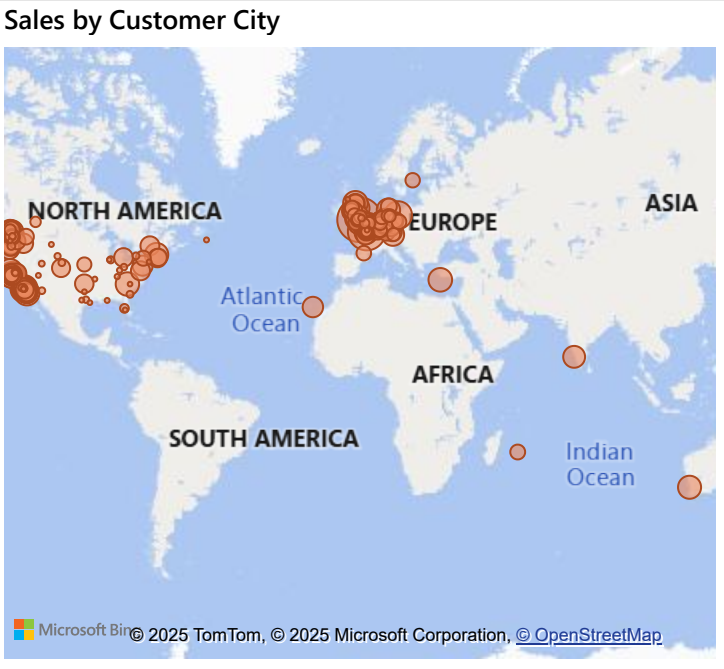 Sales by Customer City
NORTH AMERICA
ASIA
EUROPE
Atlantic
Ocean
AFRICA
SOUTH AMERICA
Indian
Ocean
Microsoft Bin
© 2025 TomTom, © 2025 Microsoft Corporation, © OpenStreetMap